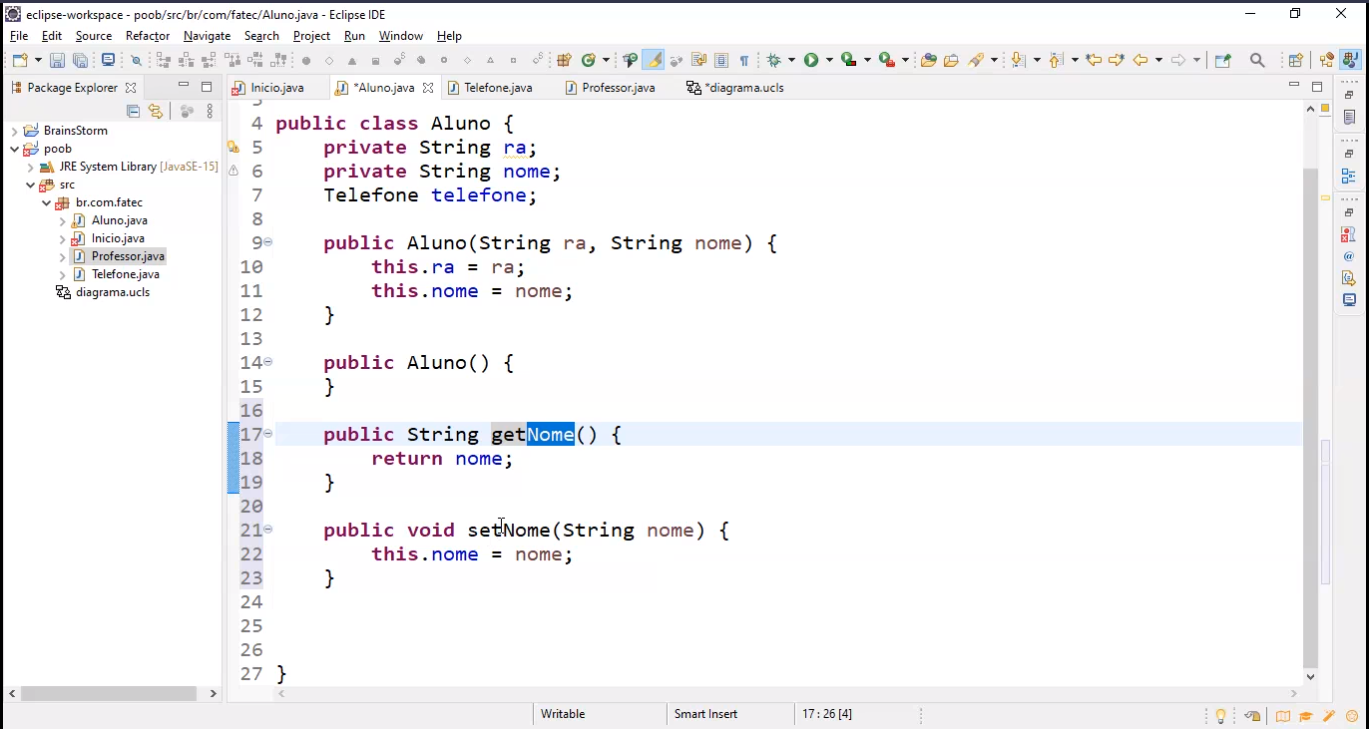 eclipse-workspace - poob/src/br/com/fatec/Aluno.java - Eclipse IDE
File Edit Source Refactor Navigate Search Project Run Window Help
Package Explorer
Inicio.java *Aluno.java Telefone.java Professor.java *diagrama.ucls
BrainsStorm
poob
JRE System Library [JavaSE-15]
src
br.com.fatec
Aluno.java
Inicio.java
Professor.java
Telefone.java
diagrama.ucls
4 public class Aluno {
5 private String ra;
6 private String nome;
7 Telefone telefone;
8
9 public Aluno(String ra, String nome) {
10 this.ra = ra;
11 this.nome = nome;
12 }
13
14 public Aluno() {
15 }
16
17 public String getNome() {
18 return nome;
19 }
20
21 public void setNome(String nome) {
22 this.nome = nome;
23 }
24
25
26
27 }
Writable Smart Insert 17 : 26 [4]